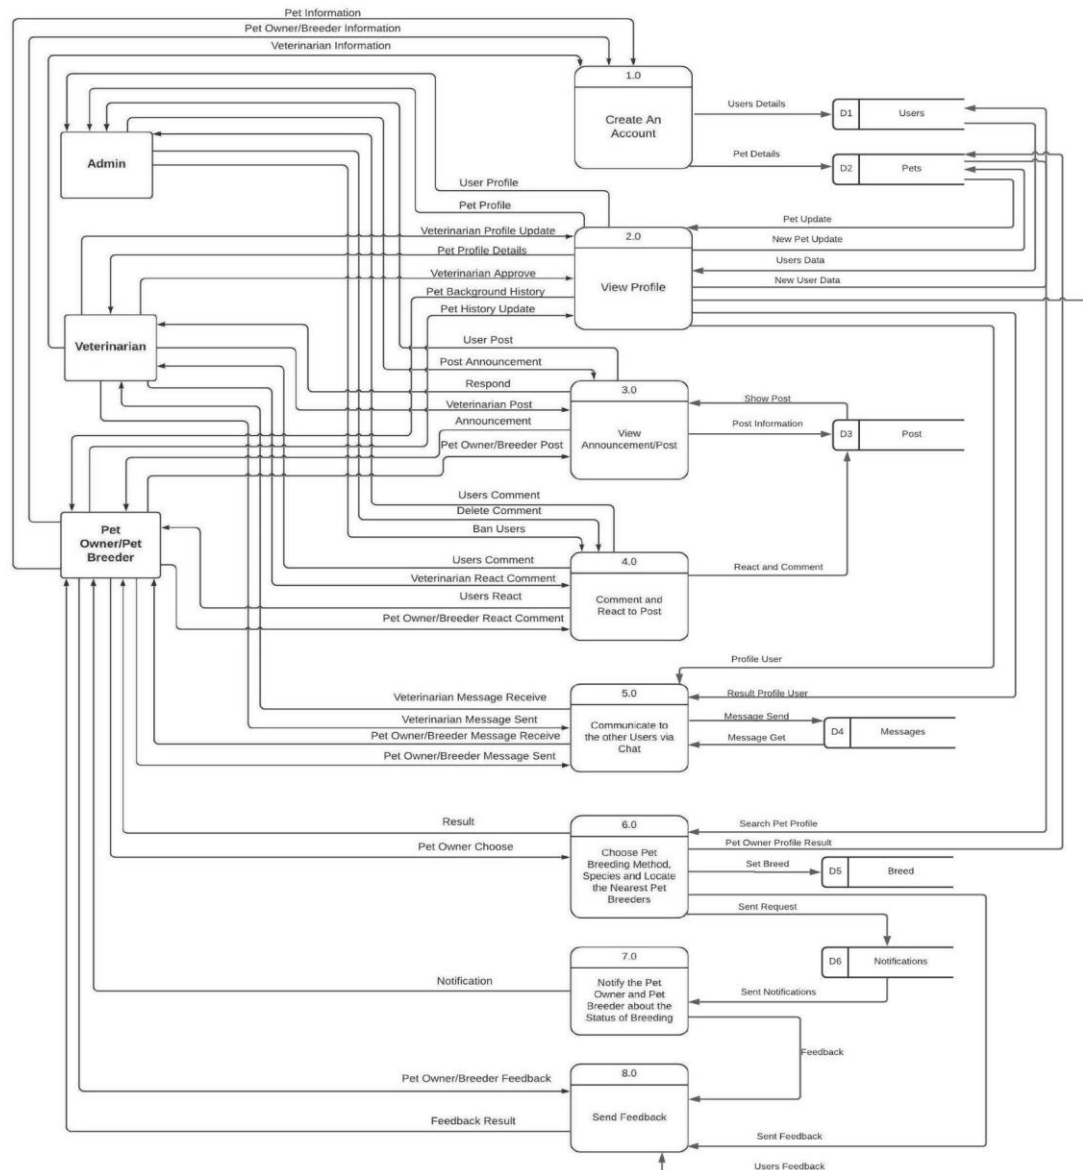 Pet Information
Pet Owner/Breeder Information
Veterinarian Information
1.0
Create An
Account
Users Details
D1
Users
Pet Details
D2
Pets
Admin
User Profile
Pet Profile
Veterinarian Profile Update
Pet Profile Details
Veterinarian Approve
Pet Background History
Pet History Update
2.0
View Profile
Pet Update
New Pet Update
Users Data
New User Data
Veterinarian
User Post
Post Announcement
Respond
Veterinarian Post
Announcement
Pet Owner/Breeder Post
3.0
View
Announcement/Post
Show Post
Post Information
D3
Post
Pet
Owner/Pet
Breeder
Users Comment
Delete Comment
Ban Users
Users Comment
Veterinarian React Comment
Users React
Pet Owner/Breeder React Comment
4.0
Comment and
React to Post
React and Comment
Profile User
Result Profile User
Veterinarian Message Receive
Veterinarian Message Sent
Pet Owner/Breeder Message Receive
Pet Owner/Breeder Message Sent
5.0
Communicate to
the other Users via
Chat
Message Send
Message Get
D4
Messages
Result
Pet Owner Choose
6.0
Choose Pet
Breeding Method,
Species and Locate
the Nearest Pet
Breeders
Search Pet Profile
Pet Owner Profile Result
Set Breed
D5
Breed
Sent Request
D6
Notifications
Notification
7.0
Notify the Pet
Owner and Pet
Breeder about the
Status of Breeding
Sent Notifications
Feedback
Pet Owner/Breeder Feedback
Feedback Result
8.0
Send Feedback
Sent Feedback
Users Feedback